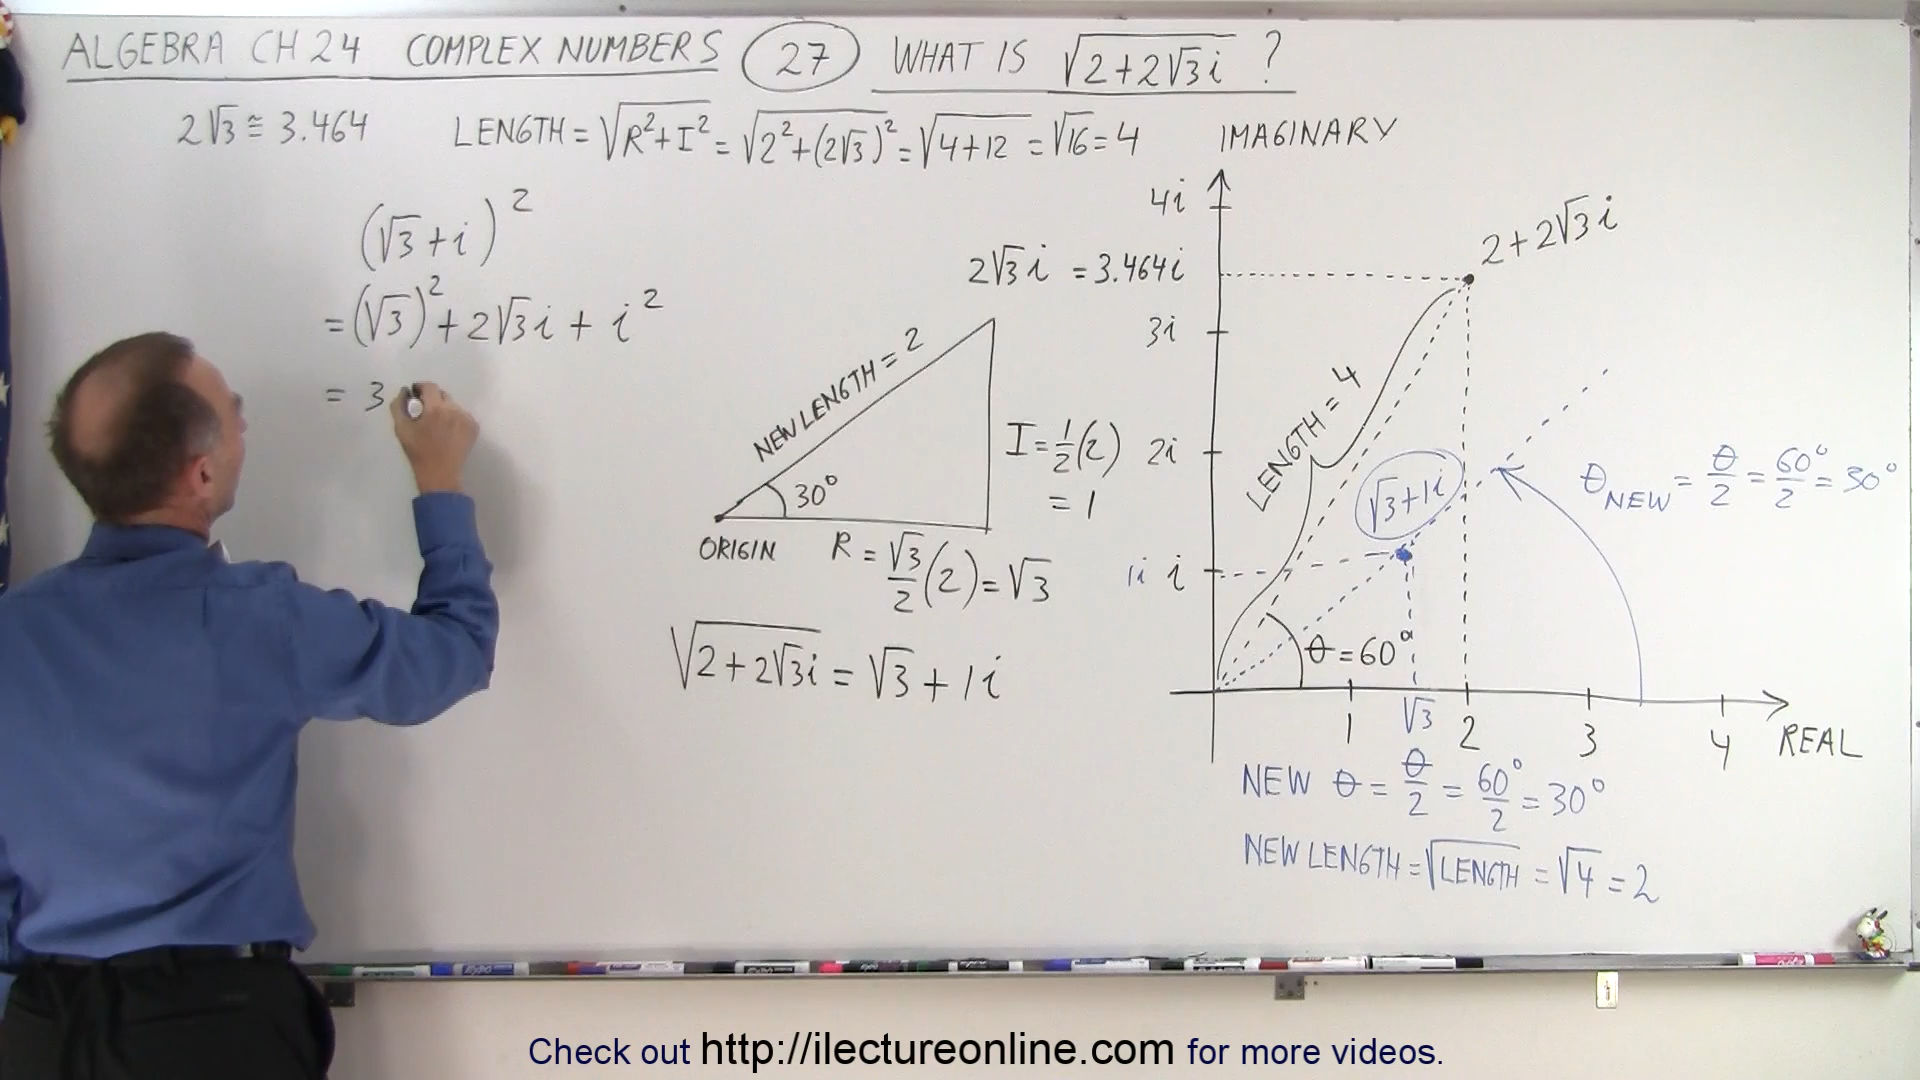 ALGEBRA CH 24 COMPLEX NUMBERS 27 WHAT IS √(2+2√3i) ?
2√3 ≅ 3.464 LENGTH = √(R²+I²) = √(2²+(2√3)²) = √(4+12) = √16 = 4
(√3+i)²
= (√3)² + 2√3i + i²
= 3
NEW LENGTH = 2
30°
ORIGIN
I = 1/2(2)
= 1
R = √3/2(2) = √3
√(2+2√3i) = √3 + 1i
IMAGINARY
4i
2+2√3i
2√3i = 3.464i
3i
LENGTH = 4
2i
√3+1i
θNEW = θ/2 = 60°/2 = 30°
1i i
θ = 60°
1 √3 2 3 4 REAL
NEW θ = θ/2 = 60°/2 = 30°
NEW LENGTH = √LENGTH = √4 = 2
EXPO
Check out http://ilectureonline.com for more videos.